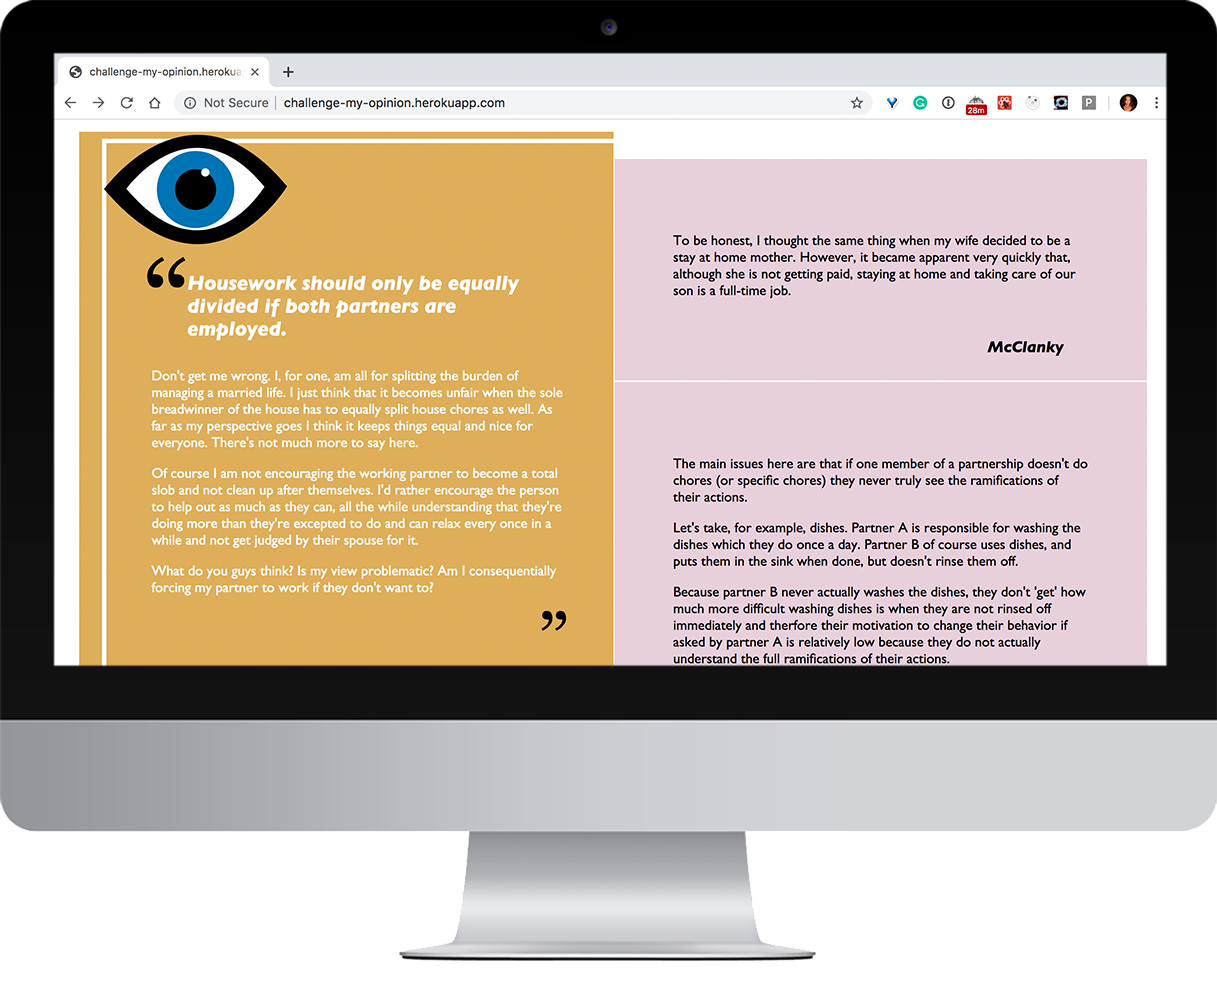 challenge-my-opinion.herokua
Not Secure
challenge-my-opinion.herokuapp.com
28m
P
“
Housework should only be equally
divided if both partners are
employed.
Don't get me wrong. I, for one, am all for splitting the burden of
managing a married life. I just think that it becomes unfair when the sole
breadwinner of the house has to equally split house chores as well. As
far as my perspective goes I think it keeps things equal and nice for
everyone. There's not much more to say here.
Of course I am not encouraging the working partner to become a total
slob and not clean up after themselves. I'd rather encourage the person
to help out as much as they can, all the while understanding that they're
doing more than they're excepted to do and can relax every once in a
while and not get judged by their spouse for it.
What do you guys think? Is my view problematic? Am I consequentially
forcing my partner to work if they don't want to?
”
To be honest, I thought the same thing when my wife decided to be a
stay at home mother. However, it became apparent very quickly that,
although she is not getting paid, staying at home and taking care of our
son is a full-time job.
McClanky
The main issues here are that if one member of a partnership doesn't do
chores (or specific chores) they never truly see the ramifications of
their actions.
Let's take, for example, dishes. Partner A is responsible for washing the
dishes which they do once a day. Partner B of course uses dishes, and
puts them in the sink when done, but doesn't rinse them off.
Because partner B never actually washes the dishes, they don't 'get' how
much more difficult washing dishes is when they are not rinsed off
immediately and therfore their motivation to change their behavior if
asked by partner A is relatively low because they do not actually
understand the full ramifications of their actions.